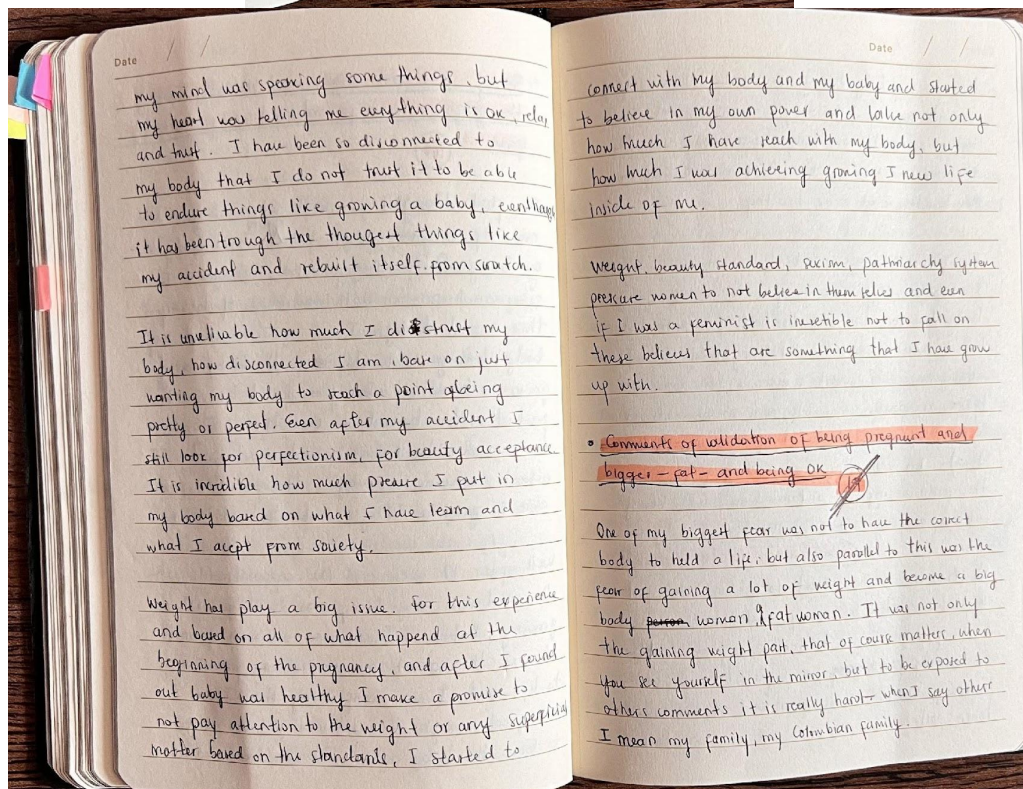 Date / /
my mind was speaking some things, but
my heart was telling me everything is ok, relax
and trust. I have been so disconnected to
my body that I do not trust it to be able
to endure things like growing a baby, eventhough
it has been trough the thougest things like
my accident and rebuilt itself from scratch.
It is unelivable how much I distrust my
body, how disconnected I am, base on just
wanting my body to reach a point of being
pretty or perfect. Even after my accident I
still look for perfectionism, for beauty acceptance
It is incridible how much presure I put in
my body based on what I have learn and
what I acept from society.
Weight has play a big issue. For this experience
and based on all of what happend at the
beginning of the pregnancy, and after I found
out baby was healthy I make a promise to
not pay attention to the weight or any superficial
matter based on the standards, I started to
Date / /
connect with my body and my baby and started
to believe in my own power and value not only
how much I have reach with my body, but
how much I was achieving growing I new life
inside of me.
Weight, beauty standard, sexism, pathriarchy system
presure women to not believe in themselves and even
if I was a feminist is inevetible not to fall on
these believes that are something that I have grow
up with.
• Comments of validation of being pregnant and
bigger - fat - and being OK
One of my biggest fear was not to have the corect
body to held a life, but also parallel to this was the
fear of gaining a lot of weight and become a big
body person woman, a fat woman. It was not only
the gaining weight part, that of course matters, when
you see yourself in the mirror, but to be exposed to
others comments it is really hard - when I say others
I mean my family, my Colombian family.